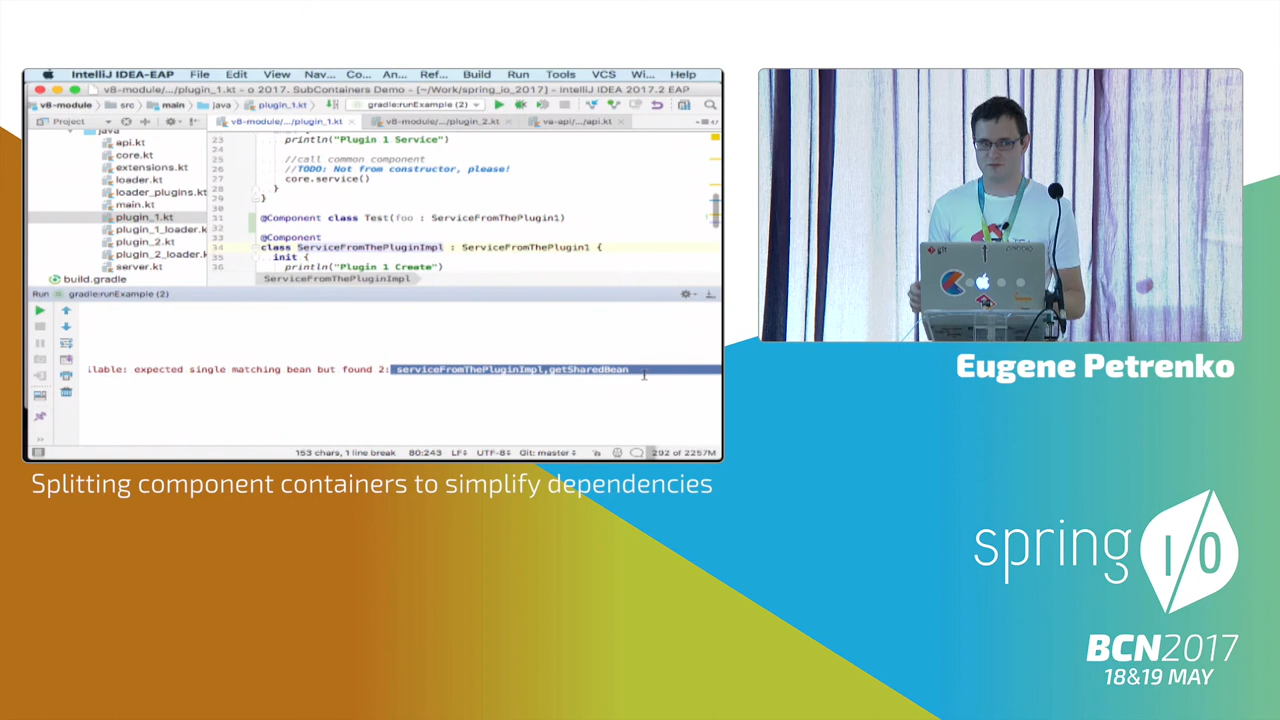 IntelliJ IDEA-EAP File Edit View Nav... Co... An... Ref... Build Run Tools VCS Wi... Help
v8-module/.../plugin_1.kt - o 2017. SubContainers Demo - [~/Work/spring_io_2017] - IntelliJ IDEA 2017.2 EAP
v8-module src main java plugin_1.kt gradle:runExample (2)
Project
v8-module/.../plugin_1.kt v8-module/.../plugin_2.kt va-api/.../api.kt
java
api.kt
core.kt
extensions.kt
loader.kt
loader_plugins.kt
main.kt
plugin_1.kt
plugin_1_loader.
plugin_2.kt
plugin_2_loader.
server.kt
build.gradle
23 println("Plugin 1 Service")
24
25 //call common component
26 //TODO: Not from constructor, please!
27 core.service()
28 }
29 }
30
31 @Component class Test(foo : ServiceFromThePlugin1)
32
33 @Component
34 class ServiceFromThePluginImpl : ServiceFromThePlugin1 {
35 init {
36 println("Plugin 1 Create")
ServiceFromThePluginImpl
Run gradle:runExample (2)
ilable: expected single matching bean but found 2: serviceFromThePluginImpl,getSharedBean
153 chars, 1 line break 80:243 LF UTF-8 Git: master 292 of 2257M
git
Eugene Petrenko
Splitting component containers to simplify dependencies
spring I/O
BCN2017
18&19 MAY